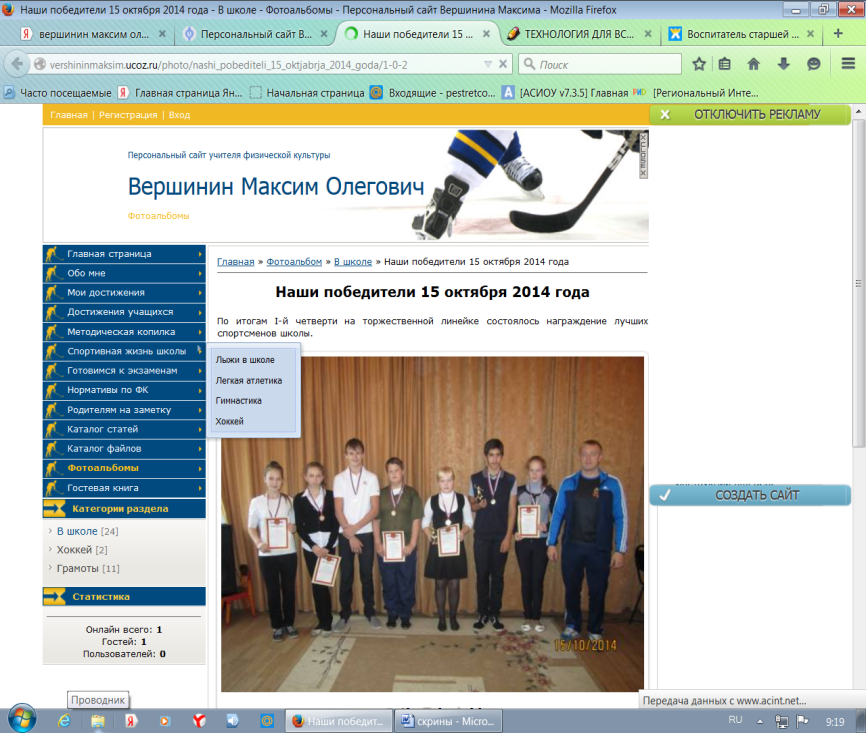 Наши победители 15 октября 2014 года - В школе - Фотоальбомы - Персональный сайт Вершинина Максима - Mozilla Firefox
вершинин максим ол...
Персональный сайт В...
Наши победители 15 ...
ТЕХНОЛОГИЯ ДЛЯ ВС...
Воспитатель старшей ...
vershininmaksim.ucoz.ru/photo/nashi_pobediteli_15_oktjabrja_2014_goda/1-0-2
Поиск
Часто посещаемые
Главная страница Ян...
Начальная страница
Входящие - pestretco...
[АСИОУ v7.3.5] Главная
[Региональный Инте...
Главная | Регистрация | Вход
ОТКЛЮЧИТЬ РЕКЛАМУ
Персональный сайт учителя физической культуры
Вершинин Максим Олегович
Фотоальбомы
Главная страница
Обо мне
Мои достижения
Достижения учащихся
Методическая копилка
Спортивная жизнь школы
Готовимся к экзаменам
Нормативы по ФК
Родителям на заметку
Каталог статей
Каталог файлов
Фотоальбомы
Гостевая книга
Лыжи в школе
Легкая атлетика
Гимнастика
Хоккей
Категории раздела
В школе [24]
Хоккей [2]
Грамоты [11]
Статистика
Онлайн всего: 1
Гостей: 1
Пользователей: 0
Главная » Фотоальбом » В школе » Наши победители 15 октября 2014 года
Наши победители 15 октября 2014 года
По итогам I-й четверти на торжественной линейке состоялось награждение лучших
спортсменов школы.
15/10/2014
СОЗДАТЬ САЙТ
Проводник
Передача данных с www.acint.net...
Наши победит...
скрины - Micro...
RU
9:19